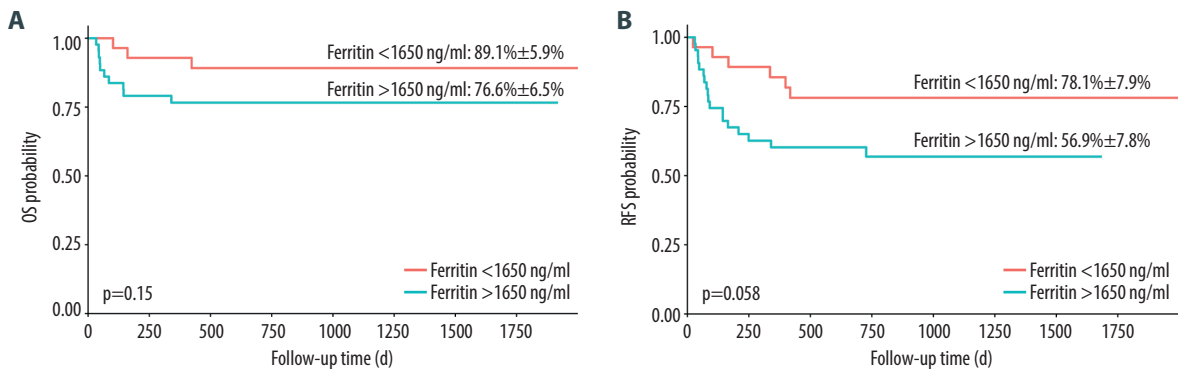 A
OS probability
1.00
0.75
0.50
0.25
0.00
Ferritin <1650 ng/ml: 89.1%±5.9%
Ferritin >1650 ng/ml: 76.6%±6.5%
Ferritin <1650 ng/ml
Ferritin >1650 ng/ml
p=0.15
0 250 500 750 1000 1250 1500 1750
Follow-up time (d)
B
RFS probability
1.00
0.75
0.50
0.25
0.00
Ferritin <1650 ng/ml: 78.1%±7.9%
Ferritin >1650 ng/ml: 56.9%±7.8%
Ferritin <1650 ng/ml
Ferritin >1650 ng/ml
p=0.058
0 250 500 750 1000 1250 1500 1750
Follow-up time (d)